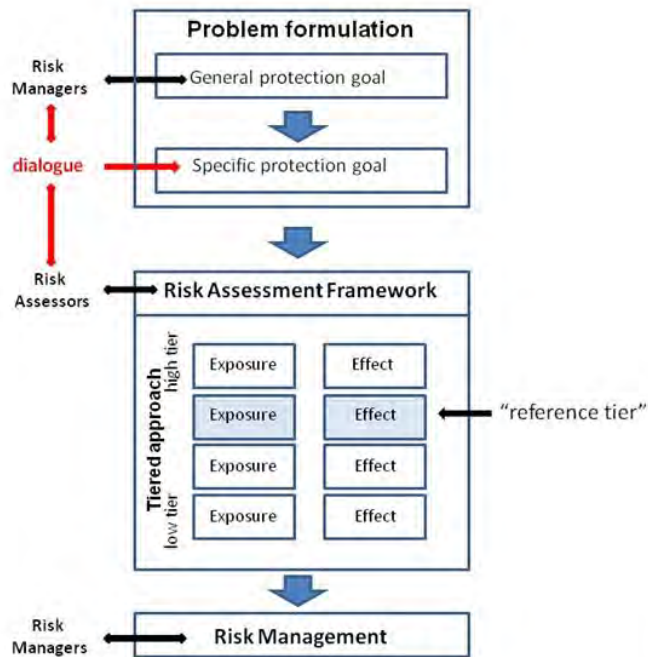 Problem formulation
Risk
Managers
General protection goal
dialogue
Specific protection goal
Risk
Assessors
Risk Assessment Framework
Tiered approach
high tier
low tier
Exposure
Effect
Exposure
Effect
"reference tier"
Exposure
Effect
Exposure
Effect
Risk
Managers
Risk Management